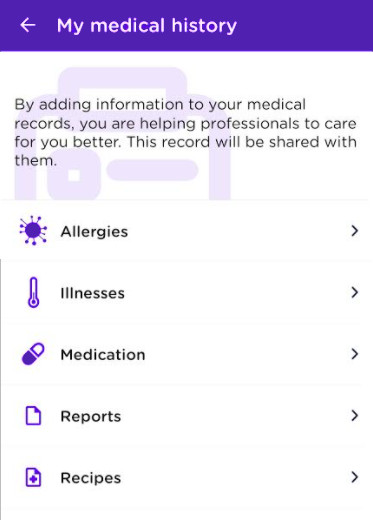 My medical history
By adding information to your medical
records, you are helping professionals to care
for you better. This record will be shared with
them.
Allergies
Illnesses
Medication
Reports
Recipes